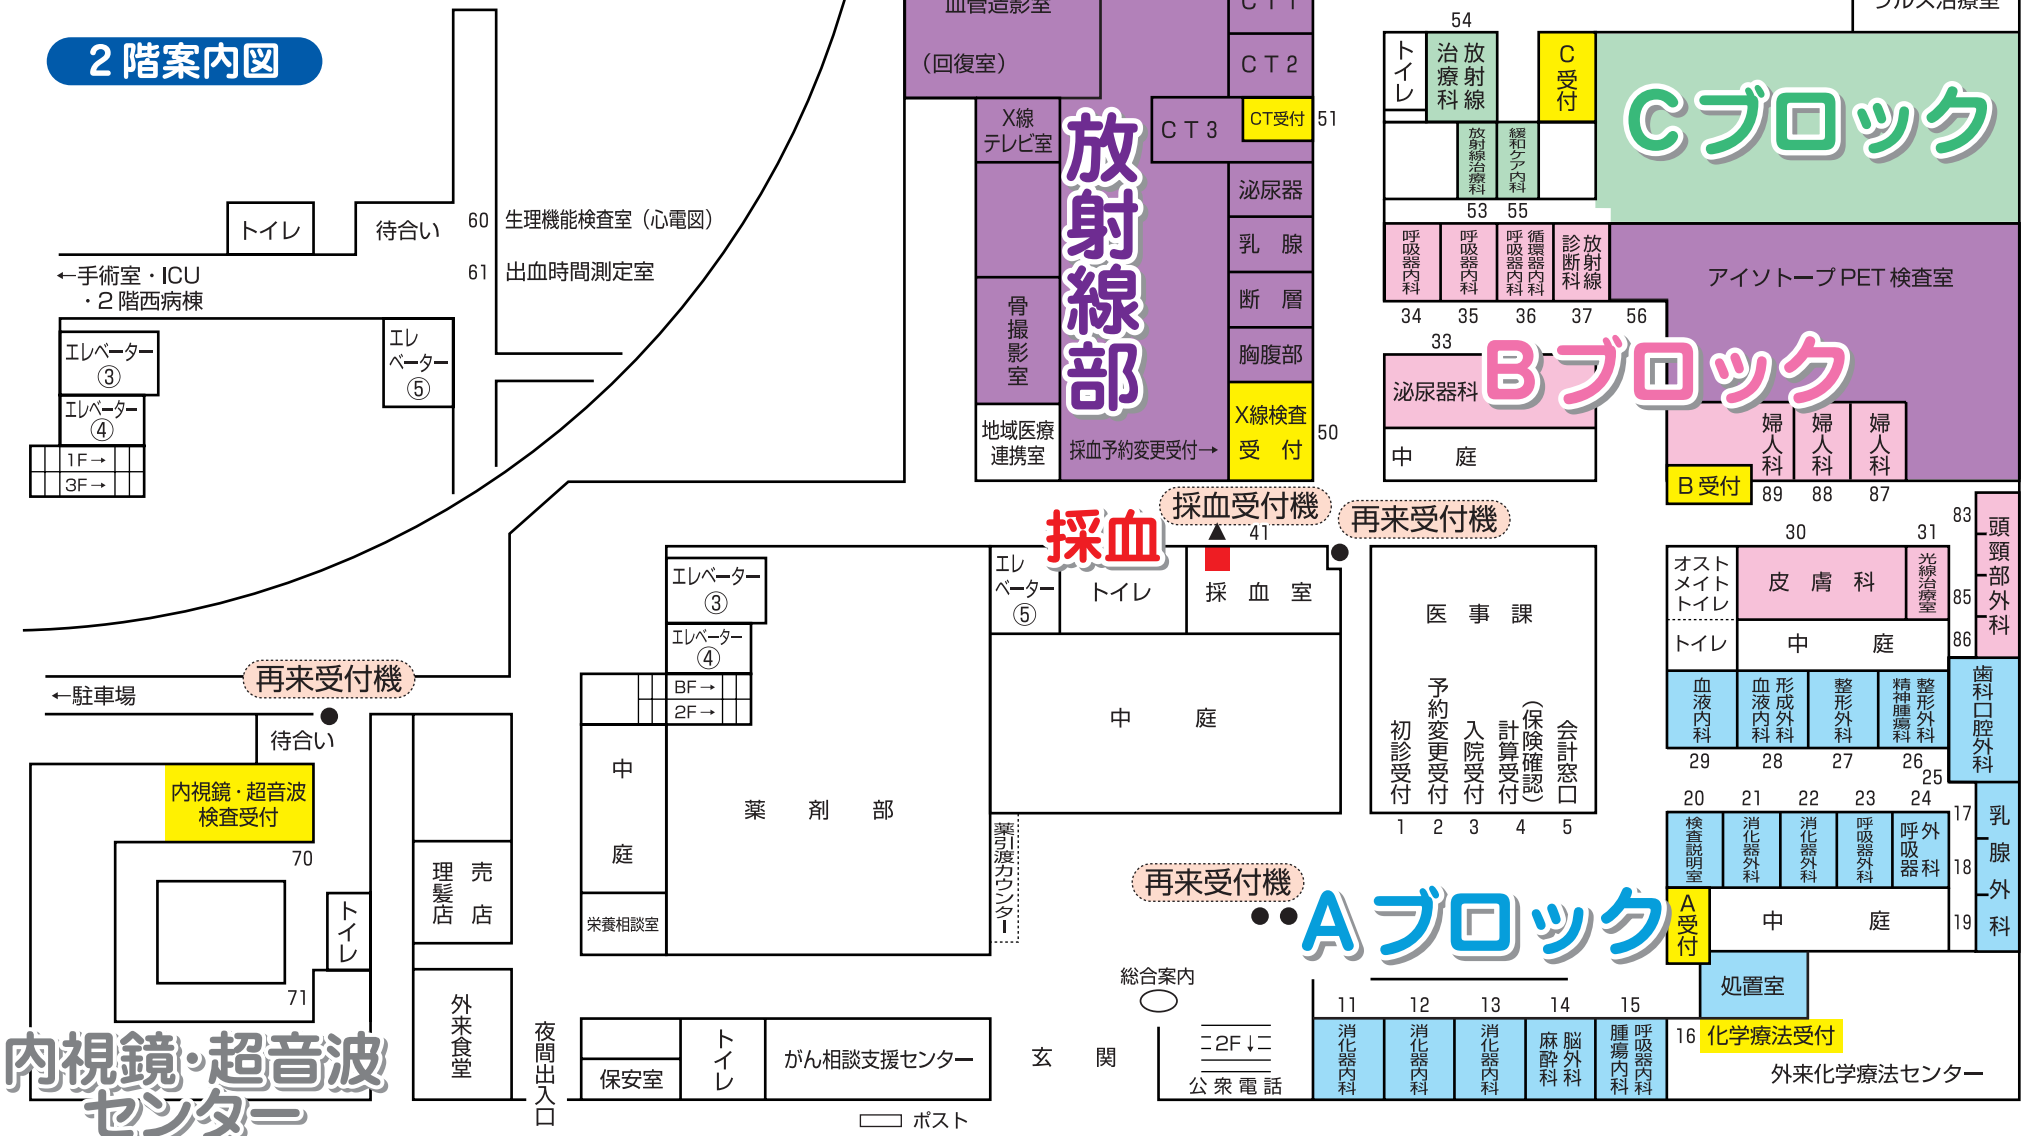 ２階案内図
トイレ
待合い
60 生理機能検査室（心電図）
61 出血時間測定室
←手術室・ICU
・２階西病棟
エレベーター
③
エレベーター
④
1F→
3F→
エレ
ベーター
⑤
血管造影室
（回復室）
CT1
CT2
CT3
CT受付
51
X線
テレビ室
放射線部
泌尿器
乳腺
断層
胸腹部
骨撮影室
地域医療
連携室
採血予約変更受付→
X線検査
受付
50
54
トイレ
放射線
治療科
C受付
Cブロック
放射線治療科
緩和ケア内科
53
55
呼吸器内科
呼吸器内科
循環器内科
呼吸器内科
放射線
診断科
34
35
36
37
56
アイソトープPET検査室
33
泌尿器科
Bブロック
中庭
婦人科
婦人科
婦人科
B受付
89
88
87
採血
採血受付機
41
再来受付機
エレベーター
③
エレベーター
④
BF→
2F→
エレ
ベーター
⑤
トイレ
採血室
中庭
医事課
初診受付
予約変更受付
入院受付
計算受付
（保険確認）
会計窓口
1
2
3
4
5
30
31
オスト
メイト
トイレ
皮膚科
光線治療室
トイレ
中庭
83
85
86
頭頸部外科
血液内科
形成外科
血液内科
整形外科
整形外科
精神腫瘍科
歯科口腔外科
29
28
27
26
25
20
21
22
23
24
検査説明室
消化器外科
消化器外科
呼吸器外科
外科
呼吸器
17
18
19
乳腺外科
A受付
中庭
処置室
Aブロック
再来受付機
←駐車場
再来受付機
待合い
内視鏡・超音波
検査受付
70
71
トイレ
内視鏡・超音波
センター
売店
理髪店
外来食堂
夜間出入口
中庭
栄養相談室
薬剤部
薬引渡カウンター
保安室
トイレ
がん相談支援センター
ポスト
玄関
総合案内
2F↓
公衆電話
11
12
13
14
15
16
消化器内科
消化器内科
消化器内科
脳外科
麻酔科
呼吸器内科
腫瘍内科
化学療法受付
外来化学療法センター